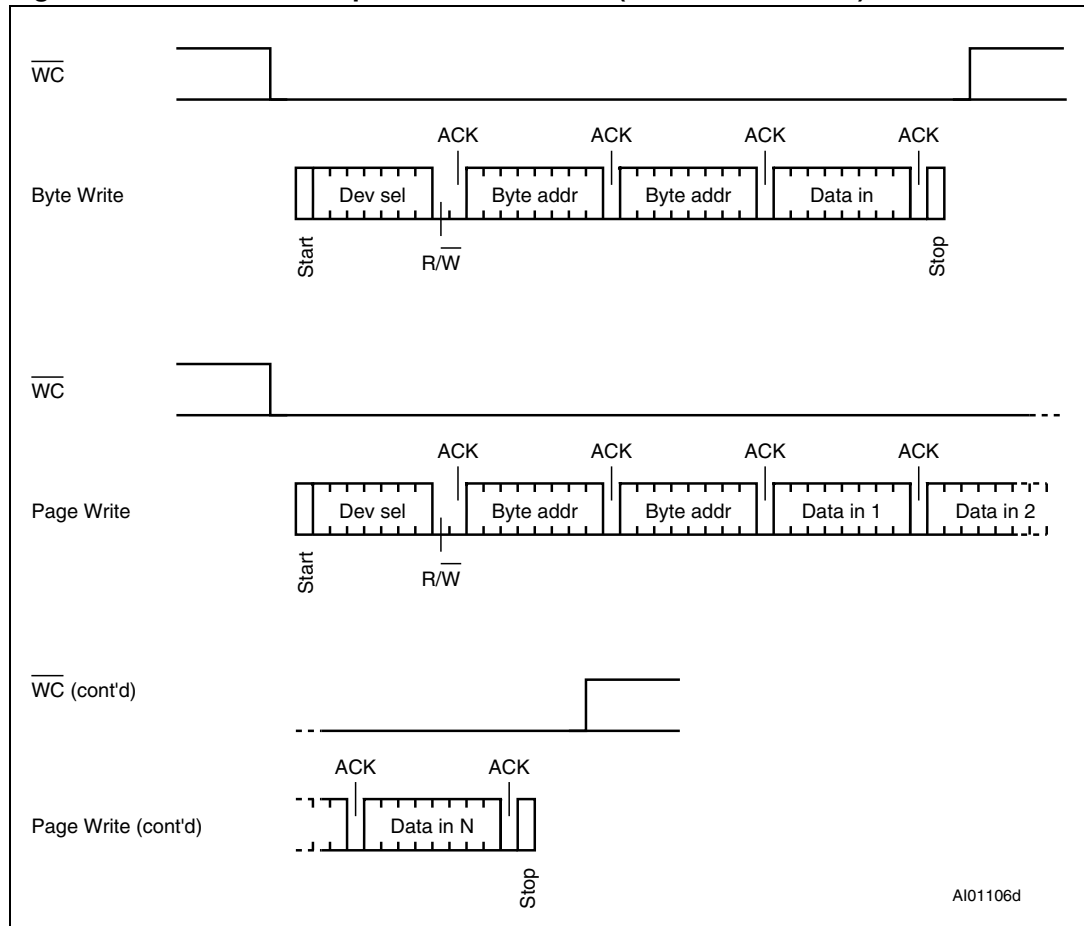 WC
ACK ACK ACK ACK
Byte Write Dev sel Byte addr Byte addr Data in
R/W
Start
Stop
WC
ACK ACK ACK ACK
Page Write Dev sel Byte addr Byte addr Data in 1 Data in 2
R/W
Start
WC (cont'd)
ACK ACK
Page Write (cont'd) Data in N
Stop
AI01106d